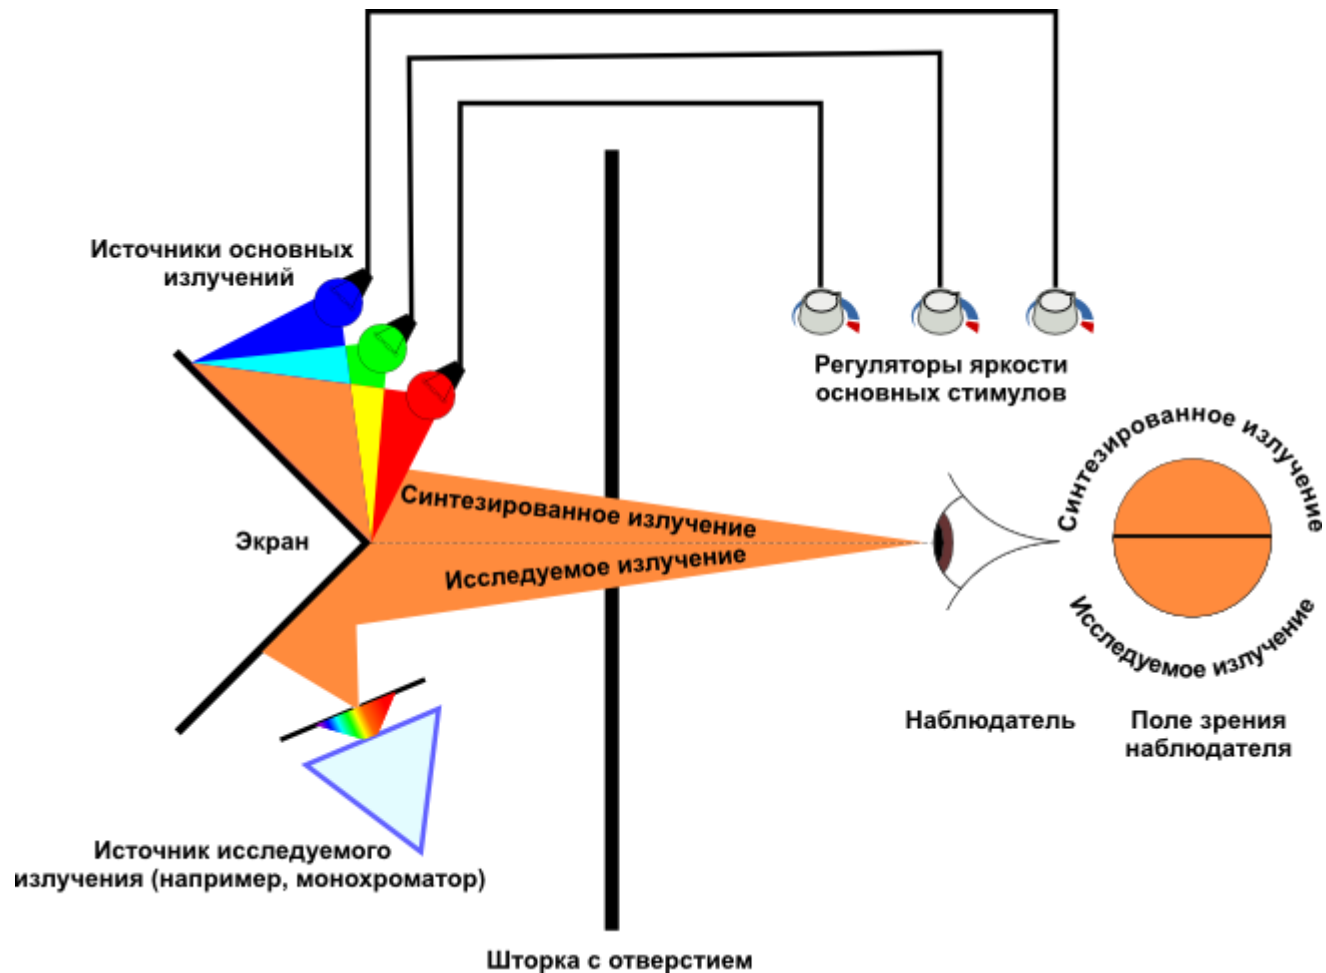 Источники основных
излучений
Регуляторы яркости
основных стимулов
Синтезированное излучение
Синтезированное излучение
Экран
Исследуемое излучение
Исследуемое излучение
Наблюдатель
Поле зрения
наблюдателя
Источник исследуемого
излучения (например, монохроматор)
Шторка с отверстием